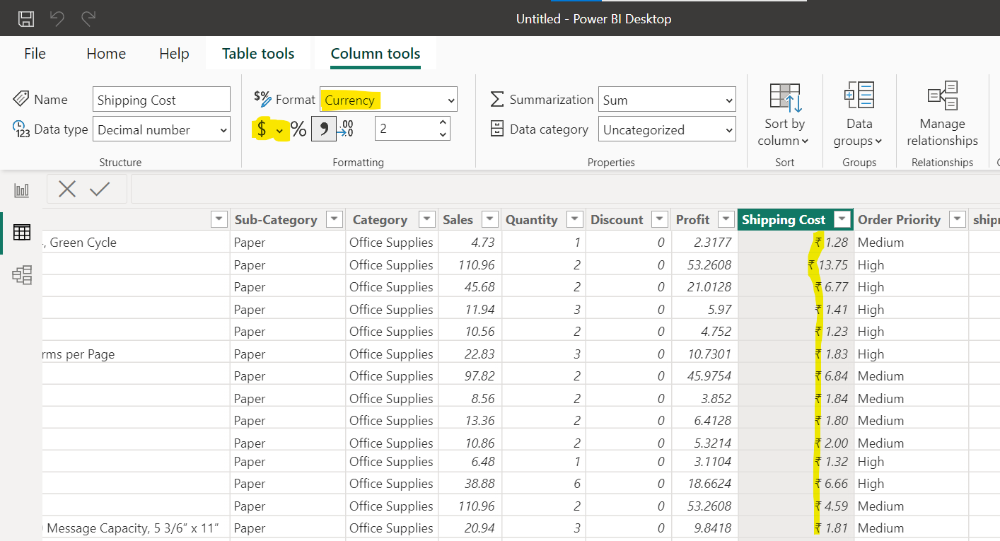 Untitled - Power BI Desktop
File Home Help Table tools Column tools
Name Shipping Cost $% Format Currency Σ Summarization Sum
123 Data type Decimal number $ % , .00 .0 2 Data category Uncategorized
Sort by column Data groups Manage relationships
Structure Formatting Properties Sort Groups Relationships
Sub-Category Category Sales Quantity Discount Profit Shipping Cost Order Priority
, Green Cycle Paper Office Supplies 4.73 1 0 2.3177 ₹ 1.28 Medium
Paper Office Supplies 110.96 2 0 53.2608 ₹ 13.75 High
Paper Office Supplies 45.68 2 0 21.0128 ₹ 6.77 High
Paper Office Supplies 11.94 3 0 5.97 ₹ 1.41 High
Paper Office Supplies 10.56 2 0 4.752 ₹ 1.23 High
rms per Page Paper Office Supplies 22.83 3 0 10.7301 ₹ 1.83 High
Paper Office Supplies 97.82 2 0 45.9754 ₹ 6.84 Medium
Paper Office Supplies 8.56 2 0 3.852 ₹ 1.84 Medium
Paper Office Supplies 13.36 2 0 6.4128 ₹ 1.80 Medium
Paper Office Supplies 10.86 2 0 5.3214 ₹ 2.00 Medium
Paper Office Supplies 6.48 1 0 3.1104 ₹ 1.32 High
Paper Office Supplies 38.88 6 0 18.6624 ₹ 6.66 High
Paper Office Supplies 110.96 2 0 53.2608 ₹ 4.59 Medium
Message Capacity, 5 3/6” x 11” Paper Office Supplies 20.94 3 0 9.8418 ₹ 1.81 Medium